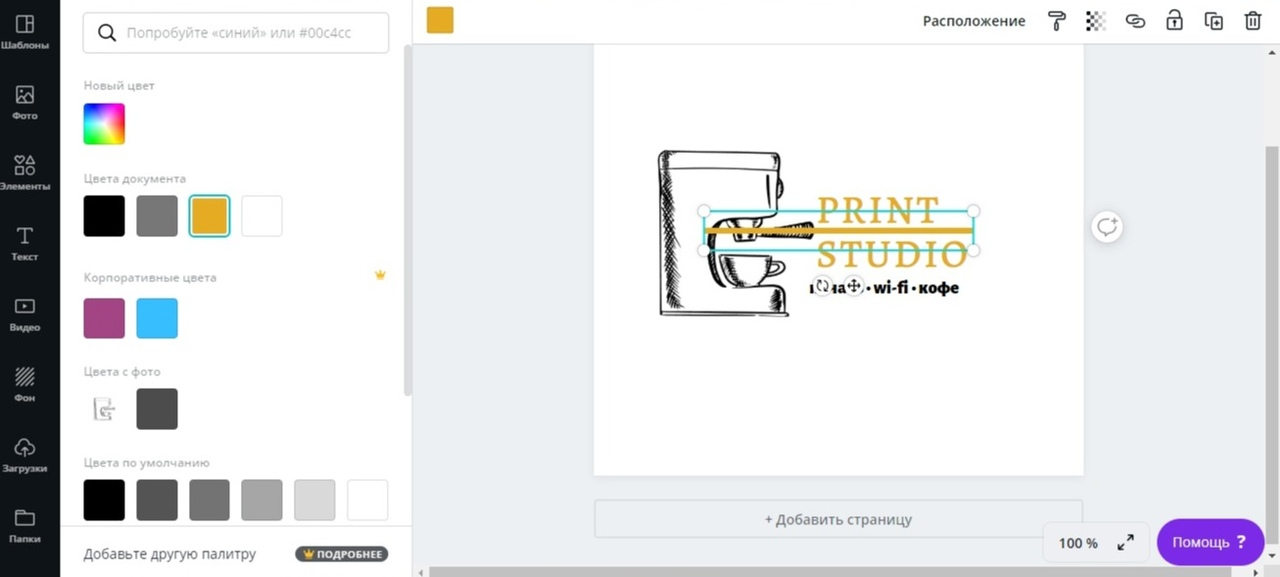 Шаблоны
Фото
Элементы
Текст
Видео
Фон
Загрузки
Папки
Попробуйте «синий» или #00c4cc
Новый цвет
Цвета документа
Корпоративные цвета
Цвета с фото
Цвета по умолчанию
Добавьте другую палитру
ПОДРОБНЕЕ
Расположение
PRINT
STUDIO
• wi-fi • кофе
+ Добавить страницу
100 %
Помощь ?